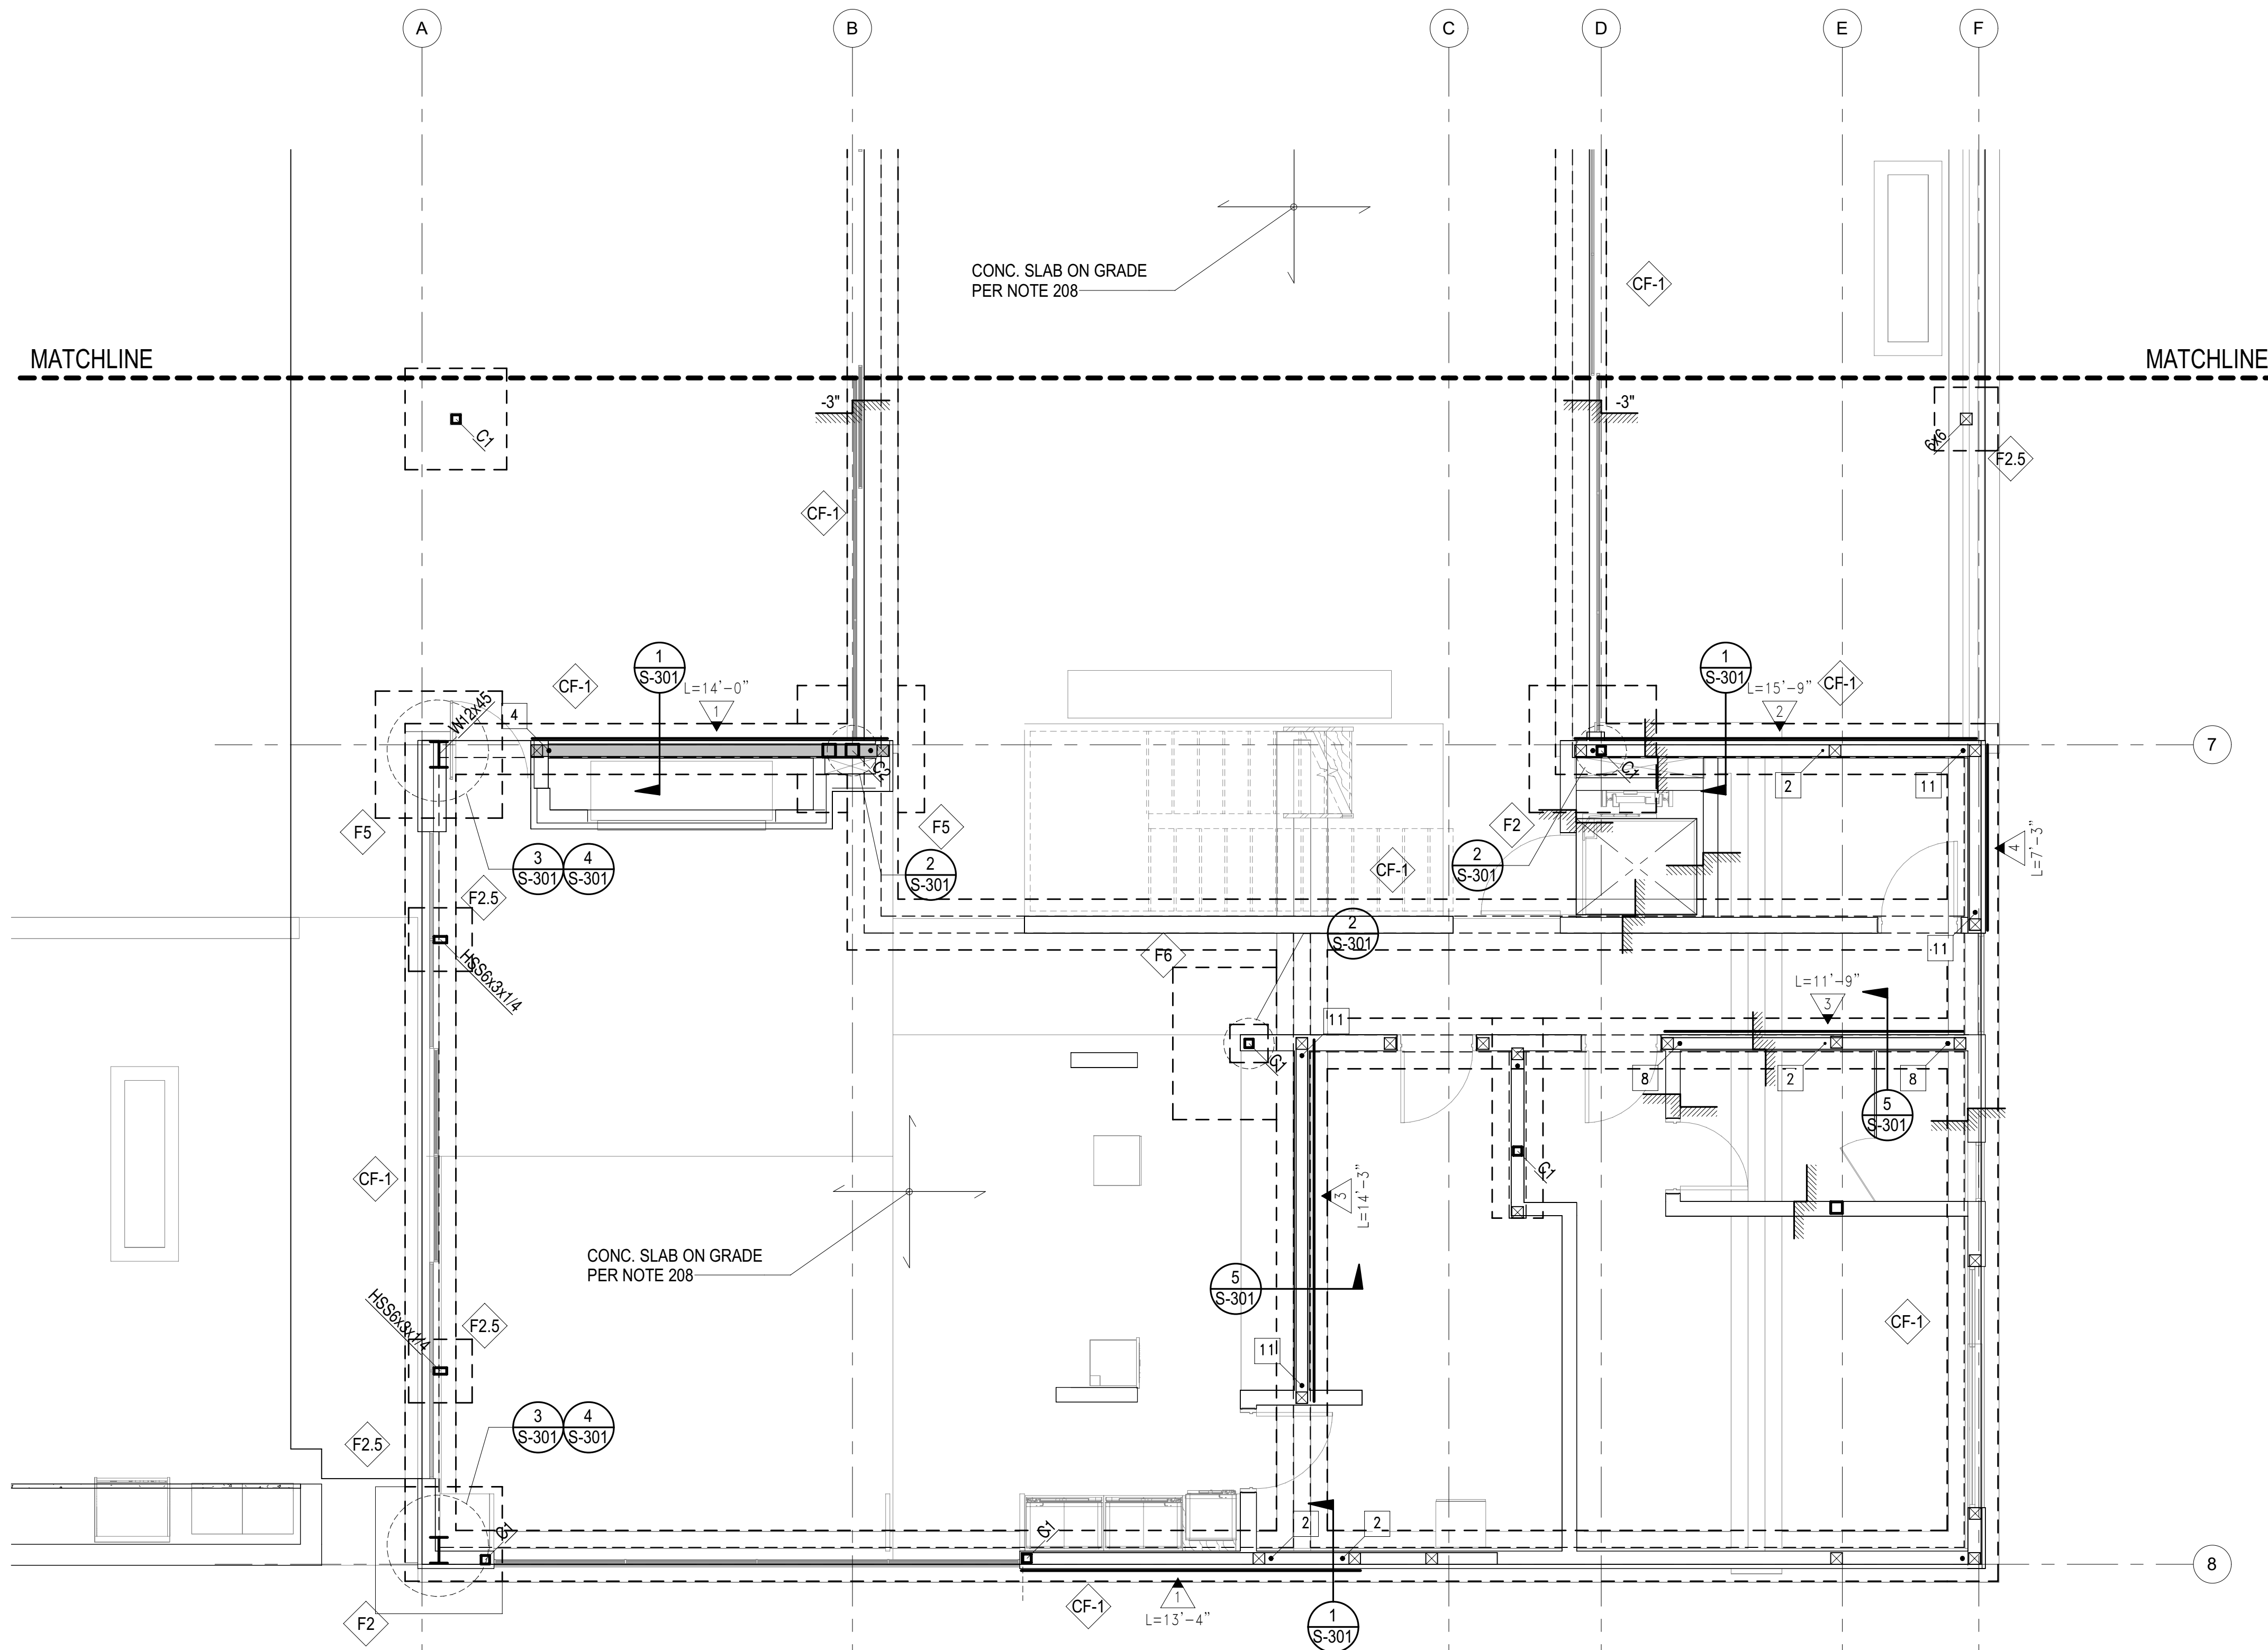 A
B
C
D
E
F
CONC. SLAB ON GRADE
PER NOTE 208
CF-1
MATCHLINE
MATCHLINE
-3"
-3"
C1
6x6
F2.5
CF-1
1
S-301
L=14'-0"
1
CF-1
1
S-301
L=15'-9"
2
CF-1
W12x45
4
7
C2
C1
2
11
F5
F5
F2
4
L=7'-3"
3
S-301
4
S-301
2
S-301
CF-1
2
S-301
F2.5
2
S-301
11
F6
HSS6x3x1/4
L=11'-9"
3
11
C1
8
2
8
5
S-301
C1
CF-1
3
L=14'-3"
CONC. SLAB ON GRADE
PER NOTE 208
5
S-301
HSS6x3x1/4
F2.5
CF-1
11
3
S-301
4
S-301
F2.5
C1
C1
2
2
8
CF-1
1
L=13'-4"
F2
1
S-301